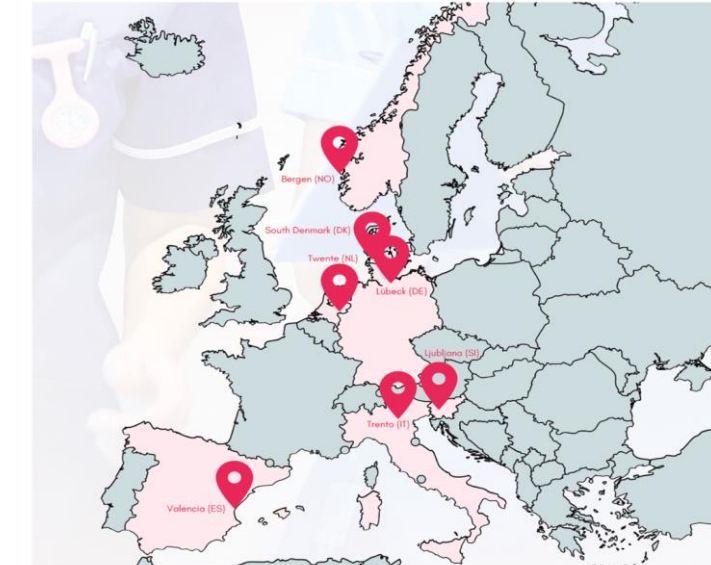 Bergen (NO)
South Denmark (DK)
Twente (NL)
Lübeck (DE)
Ljubljana (SI)
Trento (IT)
Valencia (ES)